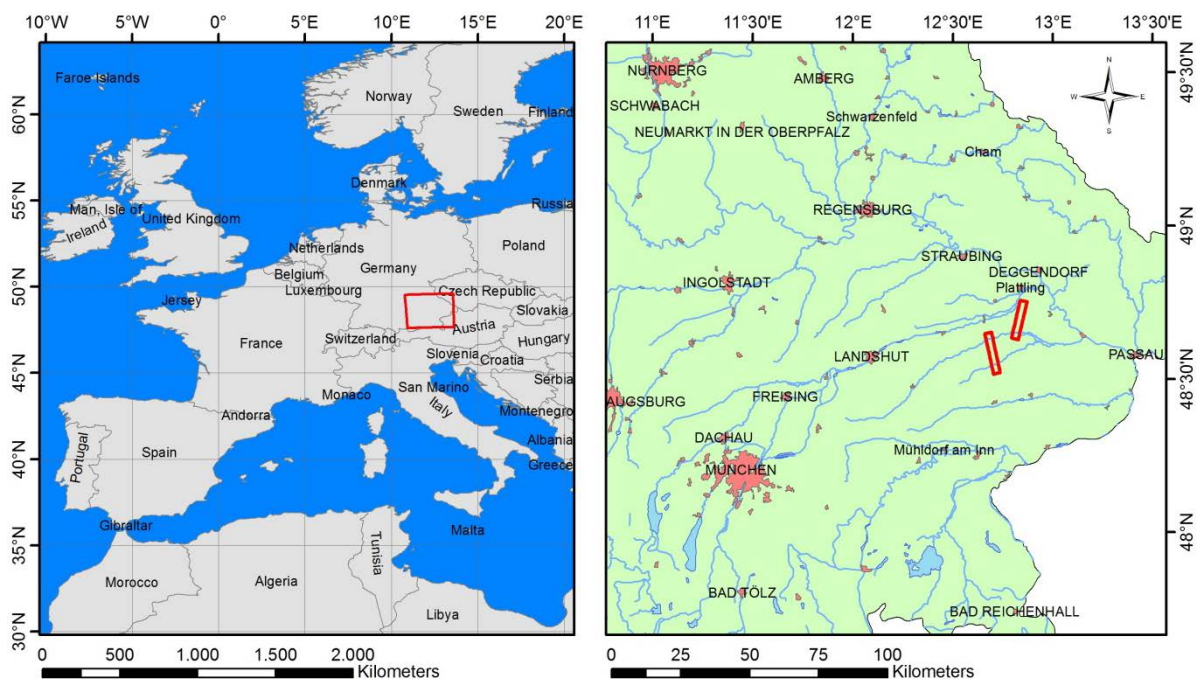 10°W 5°W 0° 5°E 10°E 15°E 20°E
Faroe Islands
Norway
Sweden
Finland
60°N
Denmark
55°N
Russia
Man, Isle of
Ireland
United Kingdom
Netherlands
Poland
Belgium
Germany
Luxembourg
Czech Republic
50°N
Jersey
Slovakia
Austria
France
Switzerland
Hungary
Slovenia
Croatia
45°N
San Marino
Serbia
Monaco
Italy
Andorra
Montenegro
Portugal
Spain
Albania
40°N
Greece
Gibraltar
Malta
35°N
Tunisia
Morocco
Algeria
Libya
30°N
0 500 1.000 1.500 2.000
Kilometers
11° 11°30' 12° 12°30' 13° 13°30'E
49°30'N
N
W E
S
NÜRNBERG
AMBERG
SCHWABACH
Schwarzenfeld
NEUMARKT IN DER OBERPFALZ
Cham
REGENSBURG
49°N
STRAUBING
DEGGENDORF
Plattling
INGOLSTADT
LANDSHUT
PASSAU
48°30'N
AUGSBURG
FREISING
DACHAU
Mühldorf am Inn
MÜNCHEN
48°N
BAD TÖLZ
BAD REICHENHALL
0 25 50 75 100
Kilometers